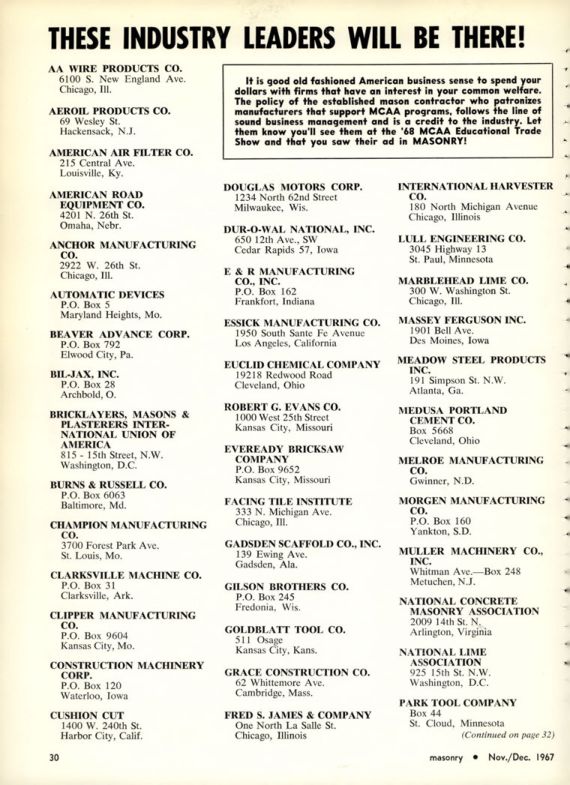 THESE INDUSTRY LEADERS WILL BE THERE!
AA WIRE PRODUCTS CO.
6100 S. New England Ave.
Chicago, Ill.
AEROIL PRODUCTS CO.
69 Wesley St.
Hackensack, N.J.
AMERICAN AIR FILTER CO.
215 Central Ave.
Louisville, Ky.
AMERICAN ROAD
EQUIPMENT CO.
4201 N. 26th St.
Omaha, Nebr.
ANCHOR MANUFACTURING
CO.
2922 W. 26th St.
Chicago, Ill.
AUTOMATIC DEVICES
P.O. Box 5
Maryland Heights, Mo.
BEAVER ADVANCE CORP.
P.O. Box 792
Elwood City, Pa.
BIL-JAX, INC.
P.O. Box 28
Archbold, O.
BRICKLAYERS, MASONS &
PLASTERERS INTER-
NATIONAL UNION OF
AMERICA
815 - 15th Street, N.W.
Washington, D.C.
BURNS & RUSSELL CO.
P.O. Box 6063
Baltimore, Md.
CHAMPION MANUFACTURING
CO.
3700 Forest Park Ave.
St. Louis, Mo.
CLARKSVILLE MACHINE CO.
P.O. Box 31
Clarksville, Ark.
CLIPPER MANUFACTURING
CO.
P.O. Box 9604
Kansas City, Mo.
CONSTRUCTION MACHINERY
CORP.
P.O. Box 120
Waterloo, Iowa
CUSHION CUT
1400 W. 240th St.
Harbor City, Calif.
It is good old fashioned American business sense to spend your
dollars with firms that have an interest in your common welfare.
The policy of the established mason contractor who patronizes
manufacturers that support MCAA programs, follows the line of
sound business management and is a credit to the industry. Let
them know you'll see them at the '68 MCAA Educational Trade
Show and that you saw their ad in MASONRY!
DOUGLAS MOTORS CORP.
1234 North 62nd Street
Milwaukee, Wis.
DUR-O-WAL NATIONAL, INC.
650 12th Ave., SW
Cedar Rapids 57, Iowa
E & R MANUFACTURING
CO., INC.
P.O. Box 162
Frankfort, Indiana
ESSICK MANUFACTURING CO.
1950 South Sante Fe Avenue
Los Angeles, California
EUCLID CHEMICAL COMPANY
19218 Redwood Road
Cleveland, Ohio
ROBERT G. EVANS CO.
1000 West 25th Street
Kansas City, Missouri
EVEREADY BRICKSAW
COMPANY
P.O. Box 9652
Kansas City, Missouri
FACING TILE INSTITUTE
333 N. Michigan Ave.
Chicago, Ill.
GADSDEN SCAFFOLD CO., INC.
139 Ewing Ave.
Gadsden, Ala.
GILSON BROTHERS CO.
P.O. Box 245
Fredonia, Wis.
GOLDBLATT TOOL CO.
511 Osage
Kansas City, Kans.
GRACE CONSTRUCTION CO.
62 Whittemore Ave.
Cambridge, Mass.
FRED S. JAMES & COMPANY
One North La Salle St.
Chicago, Illinois
INTERNATIONAL HARVESTER
CO.
180 North Michigan Avenue
Chicago, Illinois
LULL ENGINEERING CO.
3045 Highway 13
St. Paul, Minnesota
MARBLEHEAD LIME CO.
300 W. Washington St.
Chicago, Ill.
MASSEY FERGUSON INC.
1901 Bell Ave.
Des Moines, Iowa
MEADOW STEEL PRODUCTS
INC.
191 Simpson St. N.W.
Atlanta, Ga.
MEDUSA PORTLAND
CEMENT CO.
Box 5668
Cleveland, Ohio
MELROE MANUFACTURING
CO.
Gwinner, N.D.
MORGEN MANUFACTURING
CO.
P.O. Box 160
Yankton, S.D.
MULLER MACHINERY CO.,
INC.
Whitman Ave.—Box 248
Metuchen, N.J.
NATIONAL CONCRETE
MASONRY ASSOCIATION
2009 14th St. N.
Arlington, Virginia
NATIONAL LIME
ASSOCIATION
925 15th St. N.W.
Washington, D.C.
PARK TOOL COMPANY
Box 44
St. Cloud, Minnesota
(Continued on page 32)
30
masonry • Nov./Dec. 1967